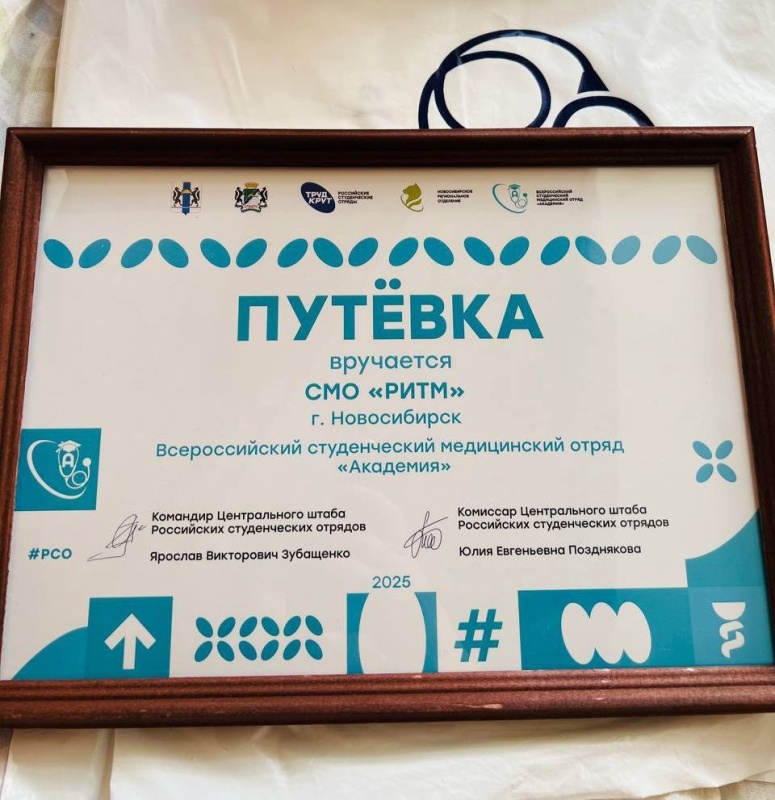 ТРУД КРУТ
РОССИЙСКИЕ
СТУДЕНЧЕСКИЕ
ОТРЯДЫ
НОВОСИБИРСКОЕ
РЕГИОНАЛЬНОЕ
ОТДЕЛЕНИЕ
ВСЕРОССИЙСКИЙ
СТУДЕНЧЕСКИЙ
МЕДИЦИНСКИЙ ОТРЯД
«АКАДЕМИЯ»
ПУТЁВКА
вручается
СМО «РИТМ»
г. Новосибирск
Всероссийский студенческий медицинский отряд
«Академия»
Командир Центрального штаба
Российских студенческих отрядов
Ярослав Викторович Зубащенко
Комиссар Центрального штаба
Российских студенческих отрядов
Юлия Евгеньевна Позднякова
#РСО
2025
#